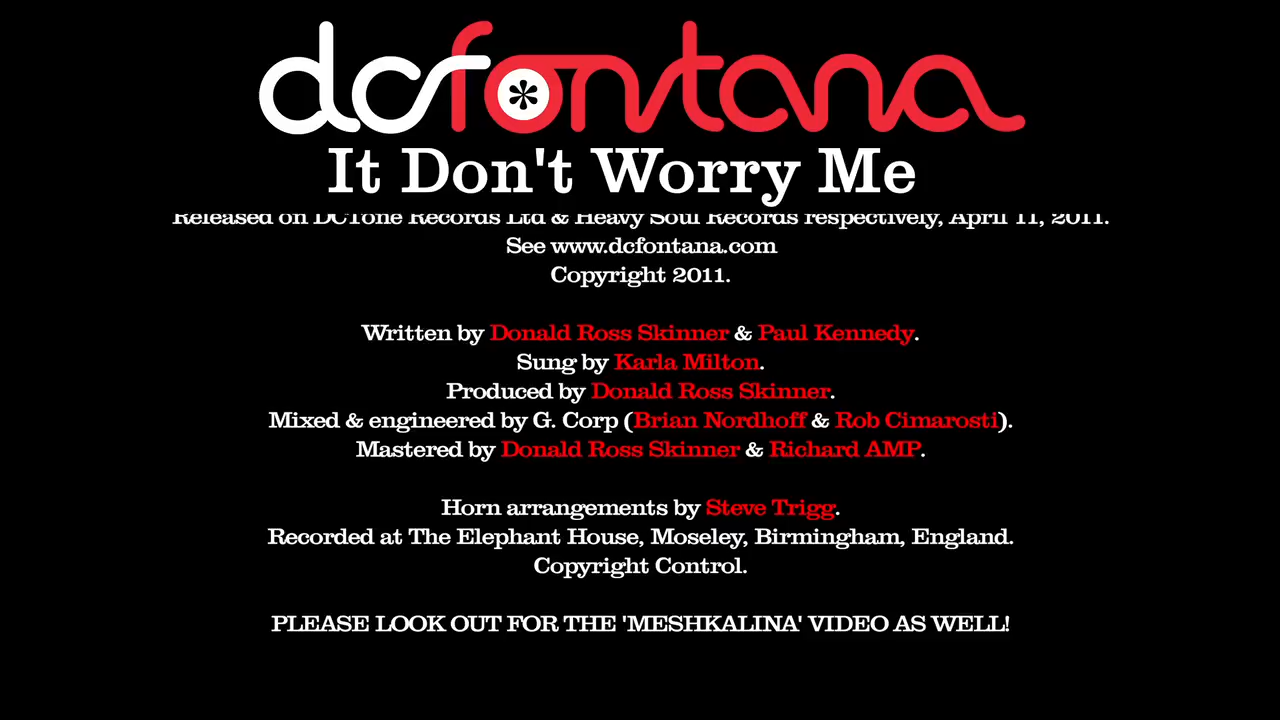 dcfontana
It Don't Worry Me
Released on DCTone Records Ltd & Heavy Soul Records respectively, April 11, 2011.
See www.dcfontana.com
Copyright 2011.
Written by Donald Ross Skinner & Paul Kennedy.
Sung by Karla Milton.
Produced by Donald Ross Skinner.
Mixed & engineered by G. Corp (Brian Nordhoff & Rob Cimarosti).
Mastered by Donald Ross Skinner & Richard AMP.
Horn arrangements by Steve Trigg.
Recorded at The Elephant House, Moseley, Birmingham, England.
Copyright Control.
PLEASE LOOK OUT FOR THE 'MESHKALINA' VIDEO AS WELL!